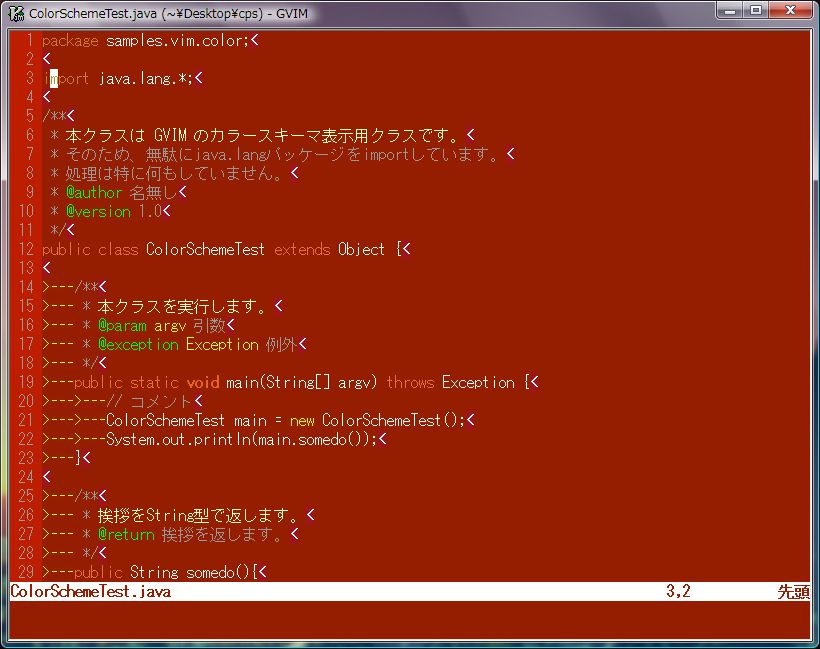 ColorSchemeTest.java (~¥Desktop¥cps) - GVIM
1 package samples.vim.color;<
2 <
3 import java.lang.*;<
4 <
5 /**<
6  * 本クラスは GVIM のカラースキーマ表示用クラスです。<
7  * そのため、無駄にjava.langパッケージをimportしています。<
8  * 処理は特に何もしていません。<
9  * @author 名無し<
10  * @version 1.0<
11  */<
12 public class ColorSchemeTest extends Object {<
13 <
14 >---/**<
15 >--- * 本クラスを実行します。<
16 >--- * @param argv 引数<
17 >--- * @exception Exception 例外<
18 >--- */<
19 >---public static void main(String[] argv) throws Exception {<
20 >--->---// コメント<
21 >--->---ColorSchemeTest main = new ColorSchemeTest();<
22 >--->---System.out.println(main.somedo());<
23 >---}<
24 <
25 >---/**<
26 >--- * 挨拶をString型で返します。<
27 >--- * @return 挨拶を返します。<
28 >--- */<
29 >---public String somedo(){<
ColorSchemeTest.java 3,2 先頭